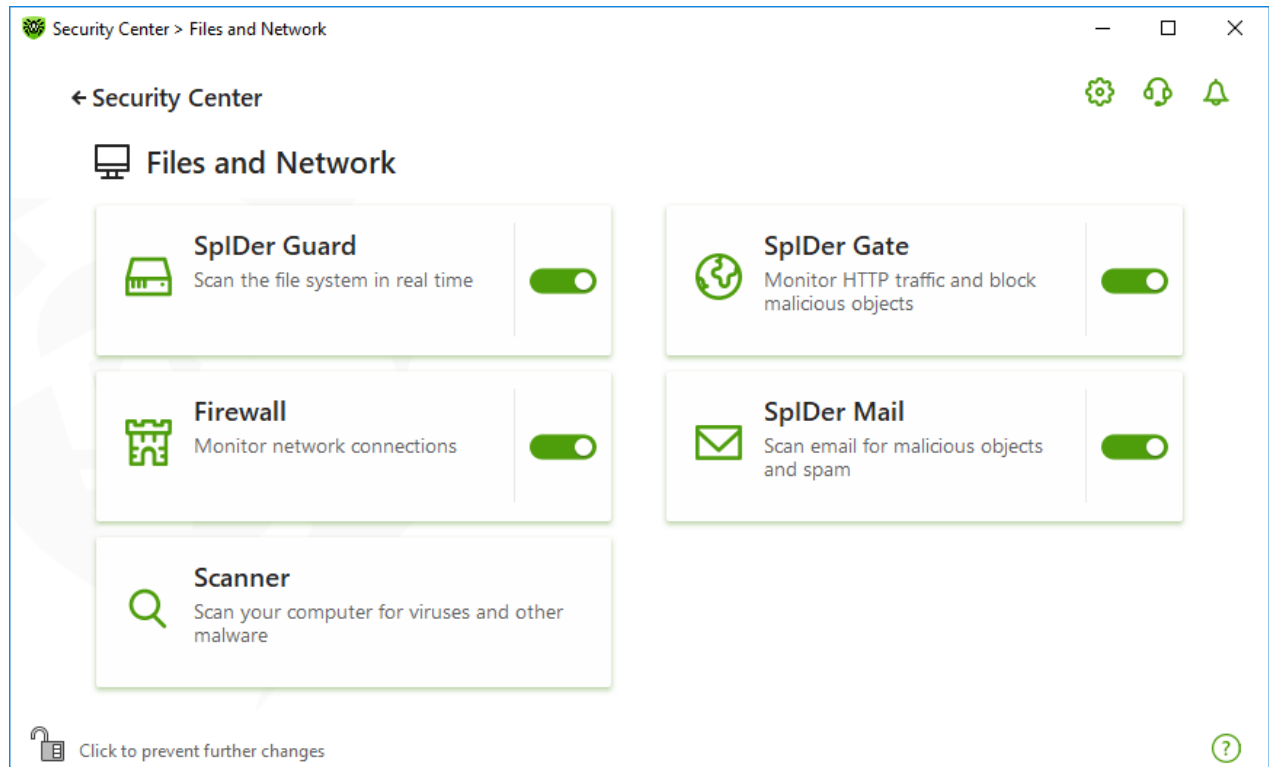 Security Center > Files and Network
Security Center
Files and Network
SpIDer Guard
Scan the file system in real time
SpIDer Gate
Monitor HTTP traffic and block
malicious objects
Firewall
Monitor network connections
SpIDer Mail
Scan email for malicious objects
and spam
Scanner
Scan your computer for viruses and other
malware
Click to prevent further changes
?